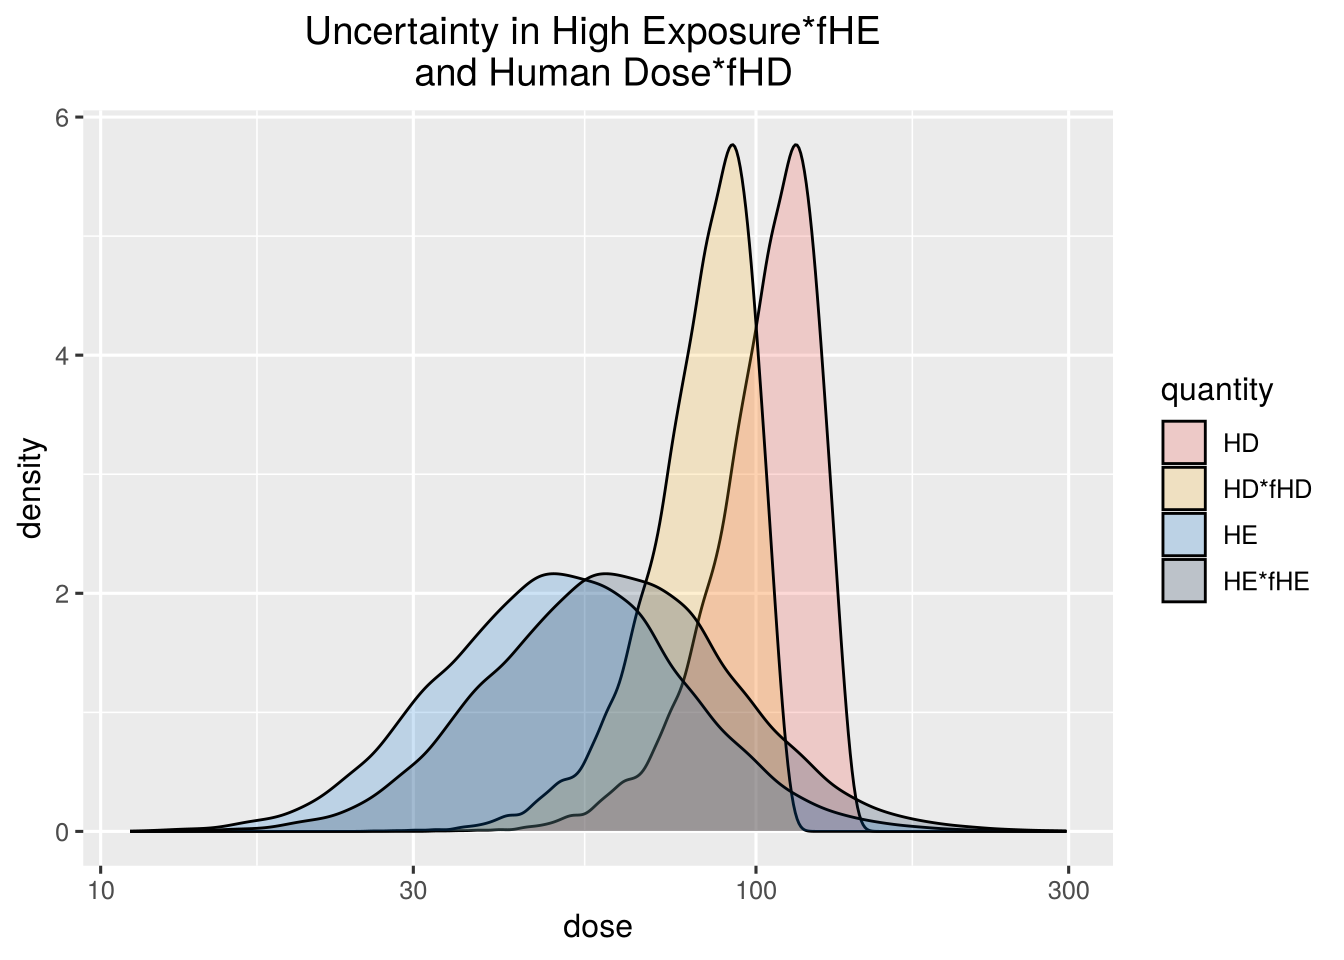 Uncertainty in High Exposure*fHE
and Human Dose*fHD
6
4
2
0
density
10
30
100
300
dose
quantity
HD
HD*fHD
HE
HE*fHE